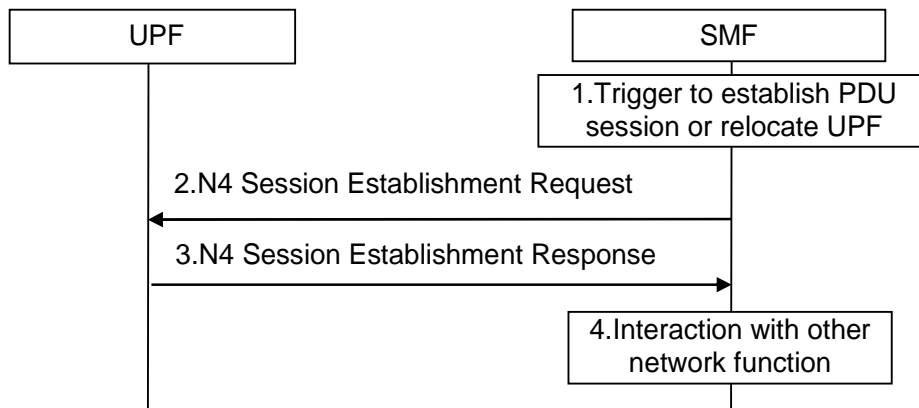 UPF
SMF
1.Trigger to establish PDU
session or relocate UPF
2.N4 Session Establishment Request
3.N4 Session Establishment Response
4.Interaction with other
network function